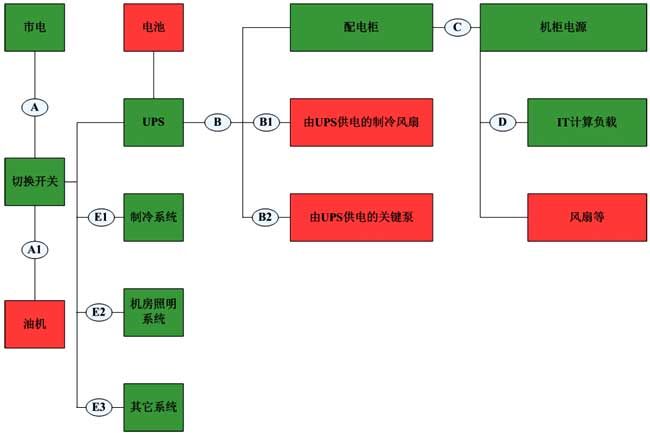 市电
电池
配电柜
C
机柜电源
A
UPS
B
B1
由UPS供电的制冷风扇
D
IT计算负载
切换开关
E1
制冷系统
B2
由UPS供电的关键泵
风扇等
A1
油机
E2
机房照明
系统
E3
其它系统